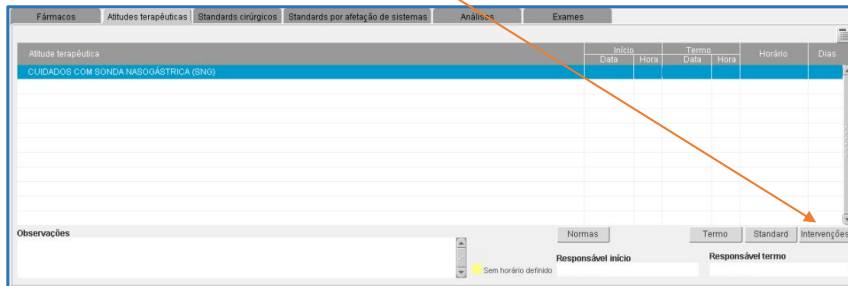 Fármacos Atitudes terapêuticas Standards cirúrgicos Standards por afetação de sistemas Análises Exames
Atitude terapêutica Início Termo Horário Dias
Data Hora Data Hora
CUIDADOS COM SONDA NASOGÁSTRICA (SNG)
Observações Normas Termo Standard Intervenções
Sem horário definido Responsável início Responsável termo